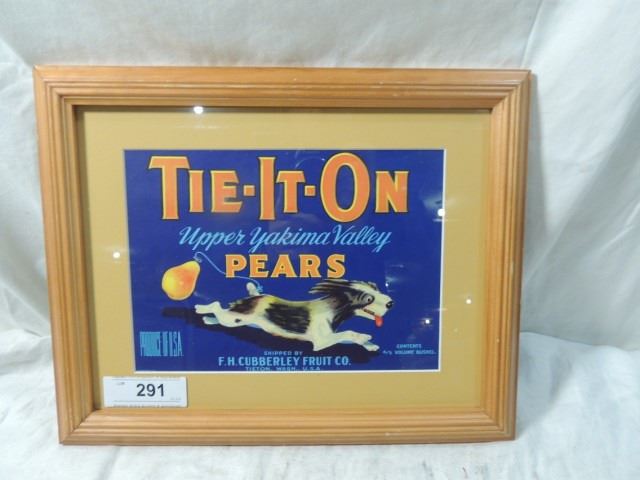 TIE-IT-ON
Upper Yakima Valley
PEARS
PRODUCE OF U.S.A.
SHIPPED BY
F.H. CUBBERLEY FRUIT CO.
TIETON, WASH., U.S.A.
CONTENTS
4/5 VOLUME BUSHEL
291